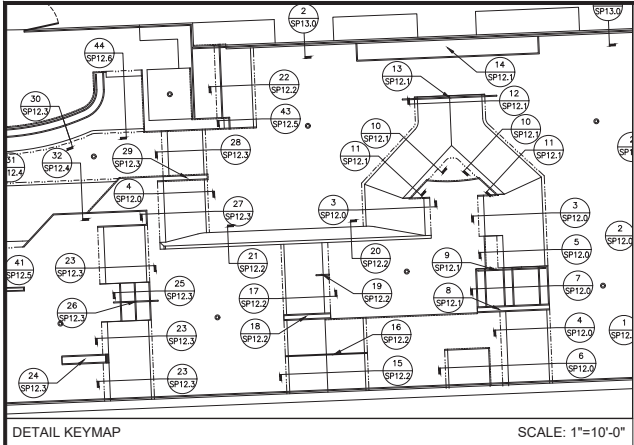 2
SP13.0
SP13.0
44
SP12.6
22
SP12.2
13
SP12.1
14
SP12.1
12
SP12.1
30
SP12.3
43
SP12.5
10
SP12.1
10
SP12.1
11
SP12.1
11
SP12.1
29
SP12.3
28
SP12.3
31
12.4
32
SP12.4
4
SP12.0
27
SP12.3
3
SP12.0
3
SP12.0
2
SP12.0
21
SP12.2
20
SP12.2
5
SP12.0
41
SP12.5
23
SP12.3
9
SP12.1
25
SP12.3
26
SP12.3
17
SP12.2
19
SP12.2
8
SP12.1
7
SP12.0
18
SP12.2
16
SP12.2
4
SP12.0
1
SP12.
23
SP12.3
24
SP12.3
23
SP12.3
15
SP12.2
6
SP12.0
DETAIL KEYMAP
SCALE: 1"=10'-0"